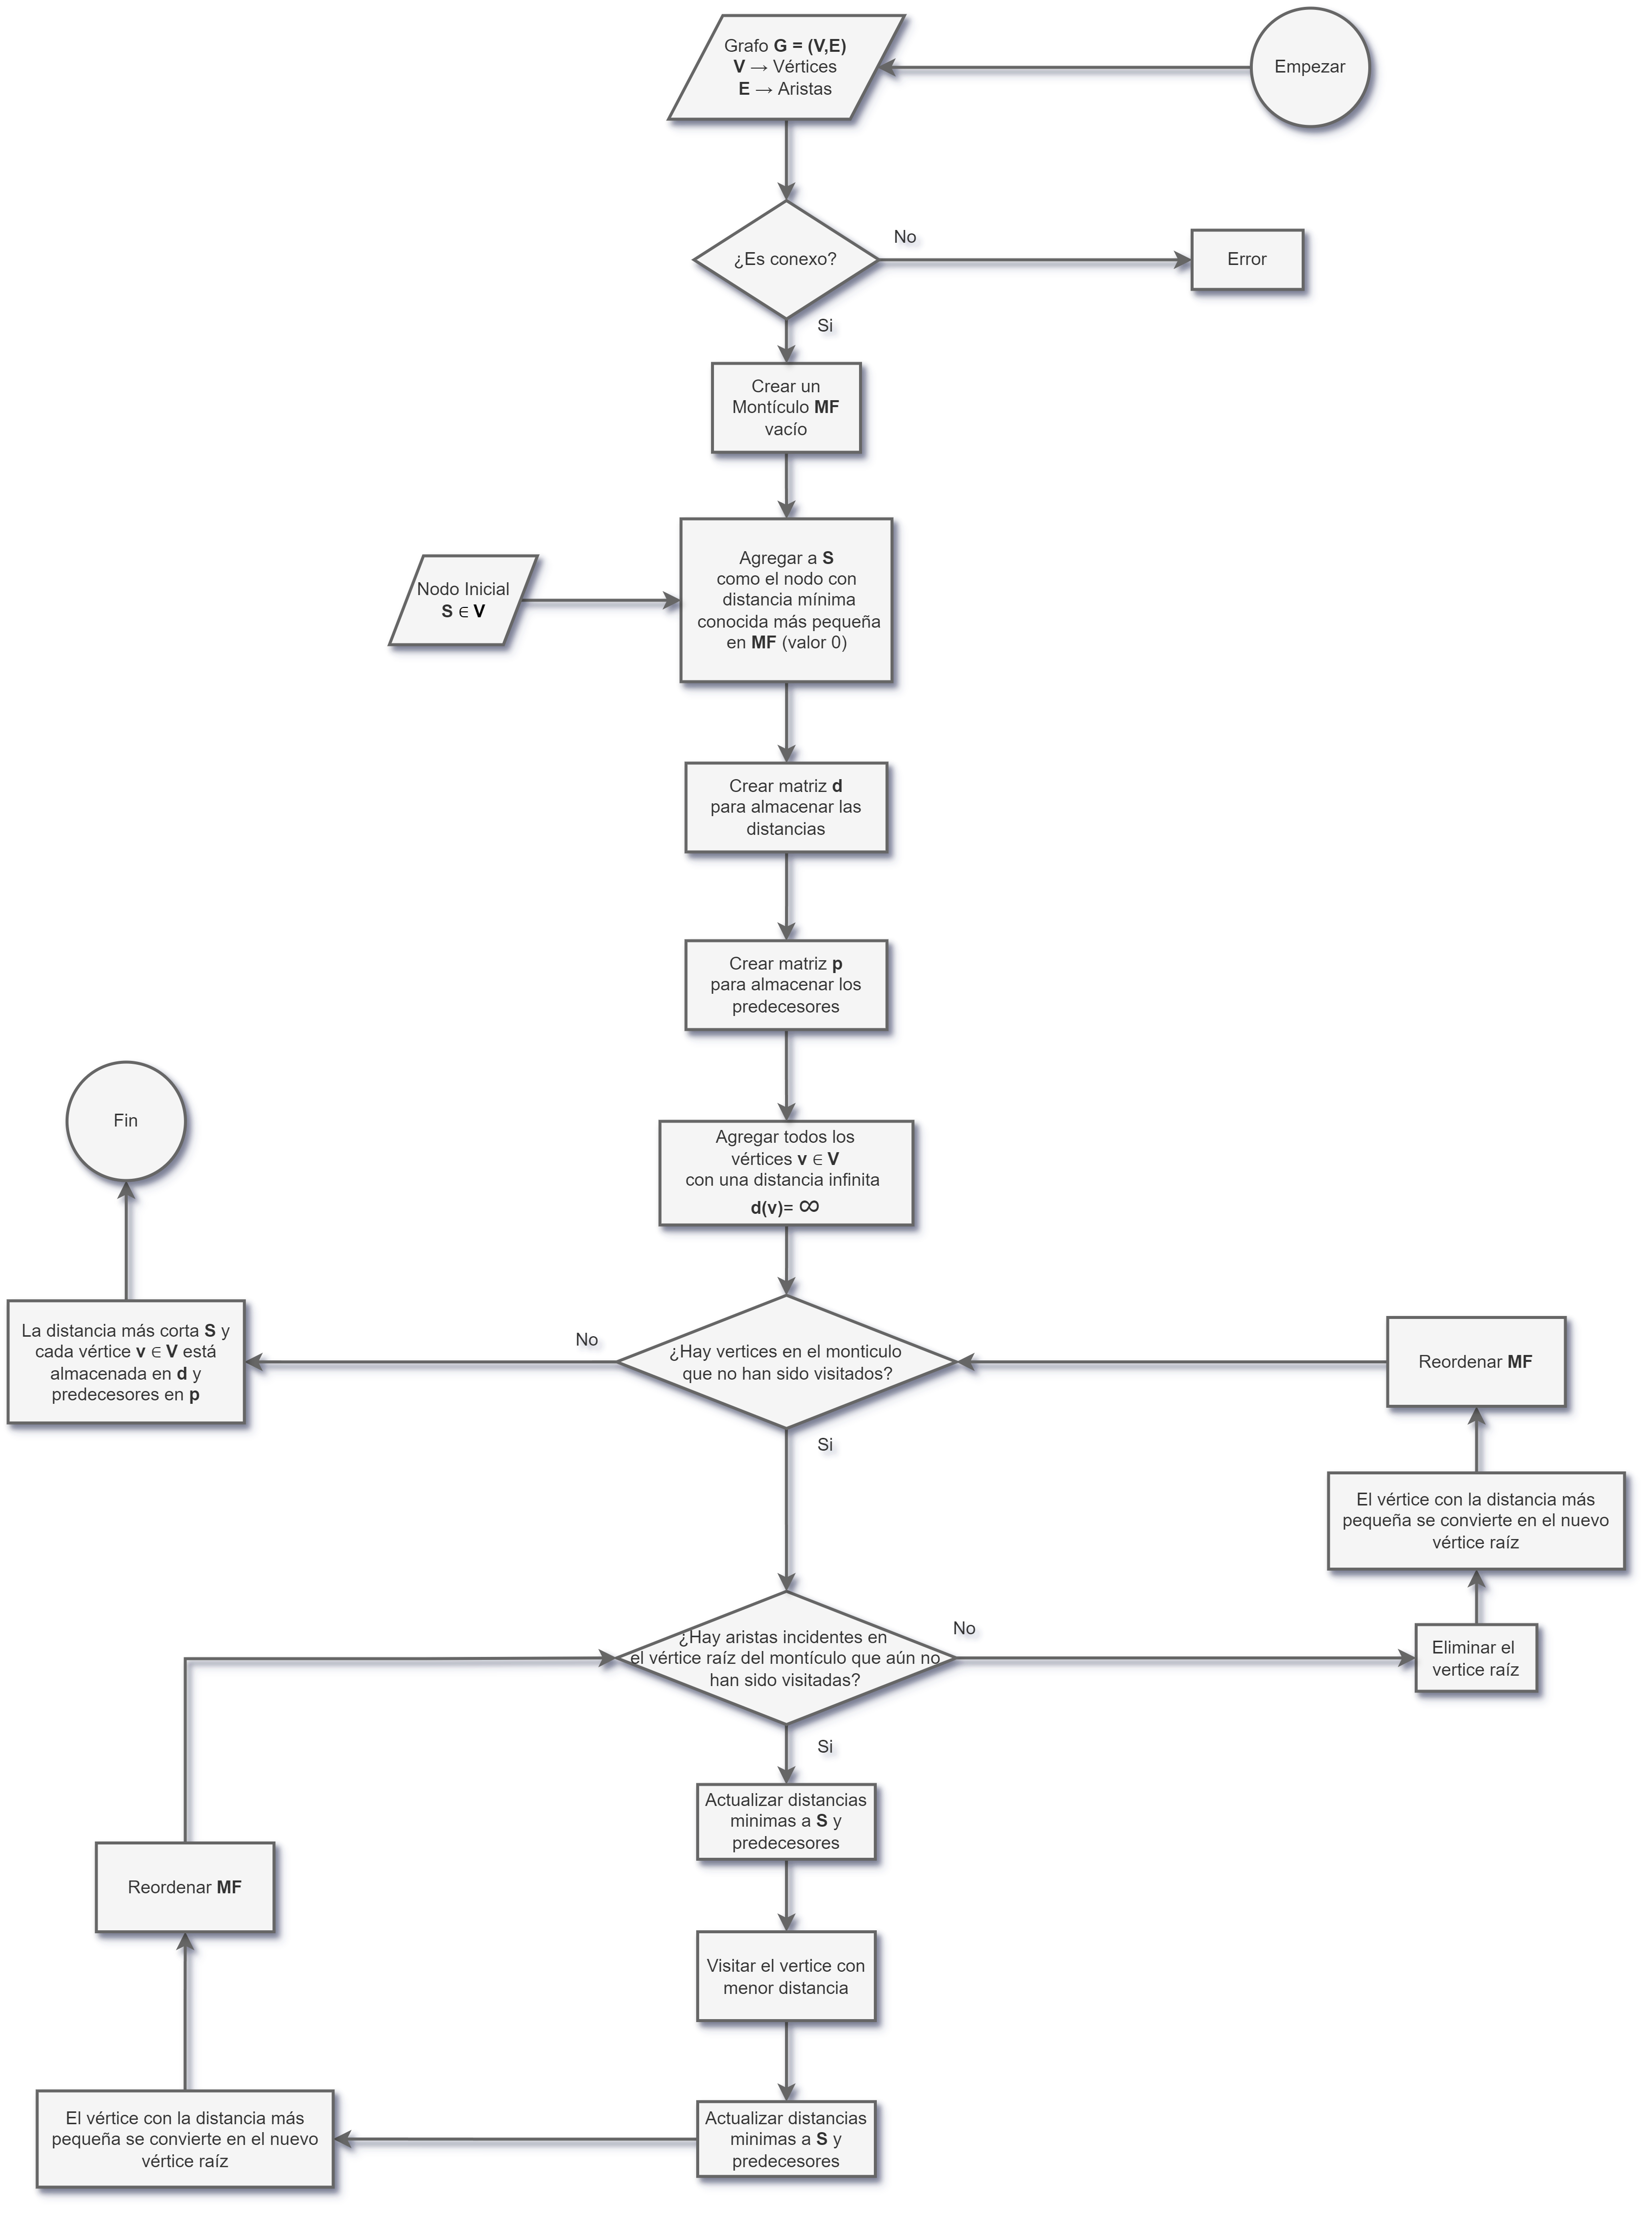 Grafo G = (V,E)
V → Vértices
E → Aristas
Empezar
¿Es conexo?
No
Error
Si
Crear un
Montículo MF
vacío
Nodo Inicial
S ∈ V
Agregar a S
como el nodo con
distancia mínima
conocida más pequeña
en MF (valor 0)
Crear matriz d
para almacenar las
distancias
Crear matriz p
para almacenar los
predecesores
Fin
Agregar todos los
vértices v ∈ V
con una distancia infinita
d(v)= ∞
La distancia más corta S y
cada vértice v ∈ V está
almacenada en d y
predecesores en p
No
¿Hay vertices en el monticulo
que no han sido visitados?
Reordenar MF
Si
El vértice con la distancia más
pequeña se convierte en el nuevo
vértice raíz
¿Hay aristas incidentes en
el vértice raíz del montículo que aún no
han sido visitadas?
No
Eliminar el
vertice raíz
Si
Actualizar distancias
minimas a S y
predecesores
Reordenar MF
Visitar el vertice con
menor distancia
El vértice con la distancia más
pequeña se convierte en el nuevo
vértice raíz
Actualizar distancias
minimas a S y
predecesores